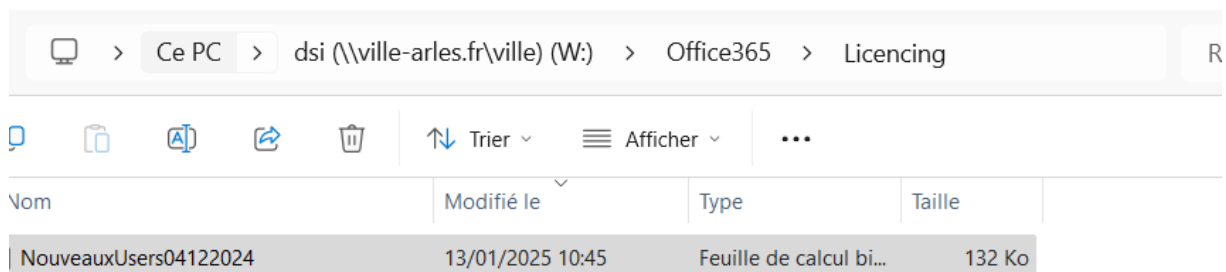 Ce PC > dsi (\\ville-arles.fr\ville) (W:) > Office365 > Licencing
Trier Afficher
Nom Modifié le Type Taille
NouveauxUsers04122024 13/01/2025 10:45 Feuille de calcul bi... 132 Ko